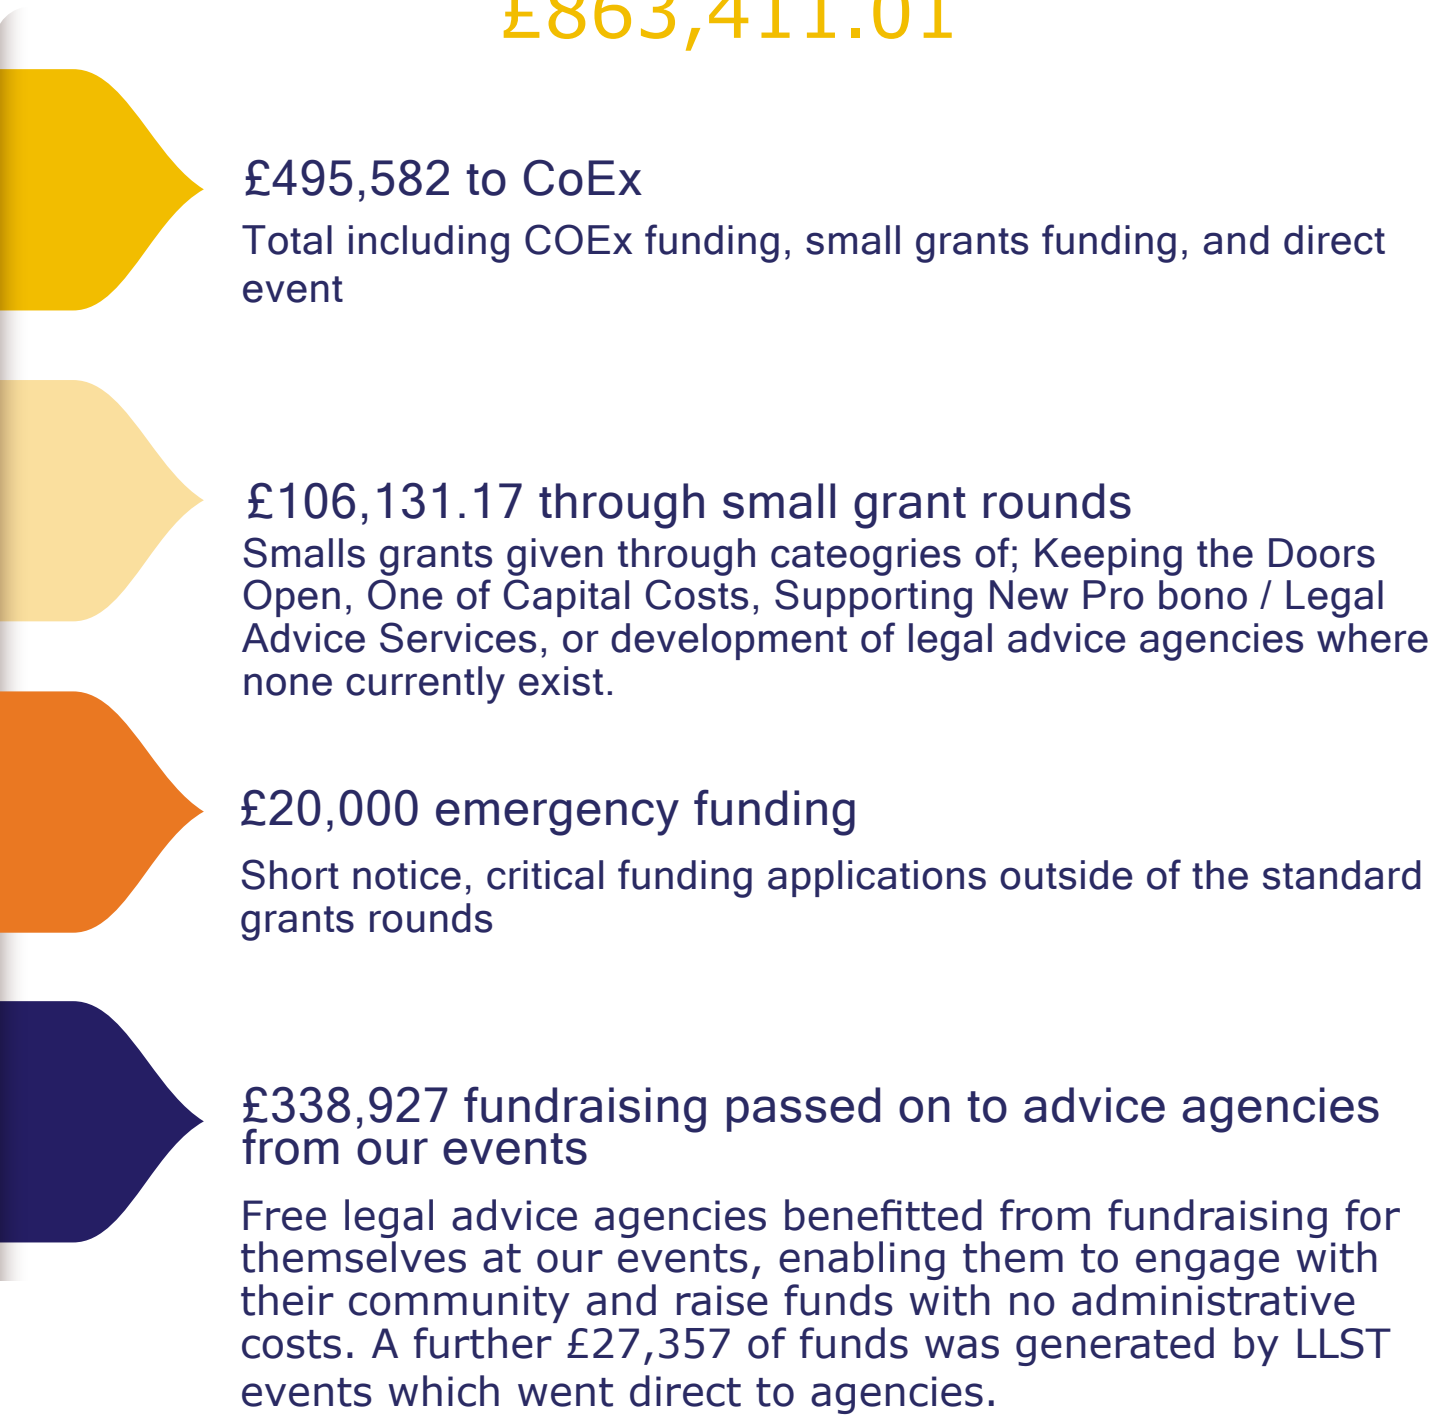 £863,411.01
£495,582 to CoEx
Total including COEx funding, small grants funding, and direct
event
£106,131.17 through small grant rounds
Smalls grants given through cateogries of; Keeping the Doors
Open, One of Capital Costs, Supporting New Pro bono / Legal
Advice Services, or development of legal advice agencies where
none currently exist.
£20,000 emergency funding
Short notice, critical funding applications outside of the standard
grants rounds
£338,927 fundraising passed on to advice agencies
from our events
Free legal advice agencies benefitted from fundraising for
themselves at our events, enabling them to engage with
their community and raise funds with no administrative
costs. A further £27,357 of funds was generated by LLST
events which went direct to agencies.